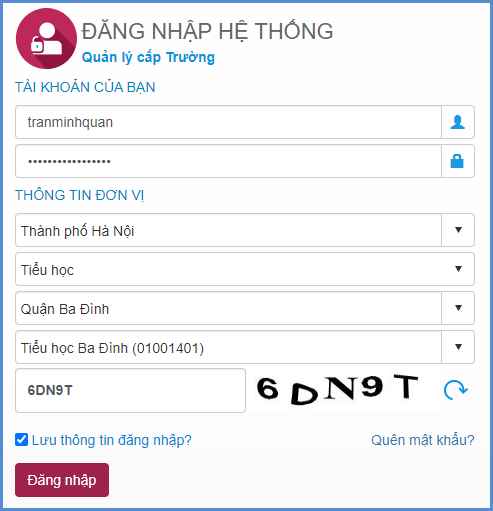 ĐĂNG NHẬP HỆ THỐNG
Quản lý cấp Trường
TÀI KHOẢN CỦA BẠN
tranminhquan
•••••••••••••••••
THÔNG TIN ĐƠN VỊ
Thành phố Hà Nội
Tiểu học
Quận Ba Đình
Tiểu học Ba Đình (01001401)
6DN9T 6DN9T
Lưu thông tin đăng nhập? Quên mật khẩu?
Đăng nhập